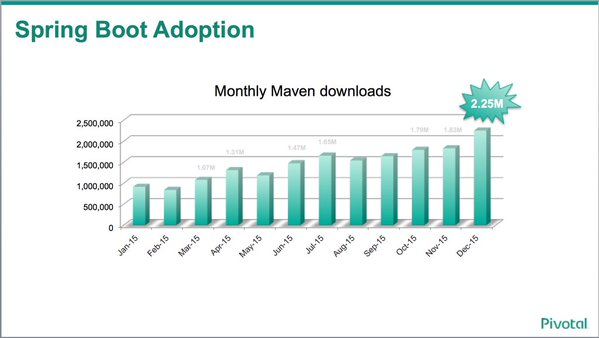 Spring Boot Adoption
Monthly Maven downloads
2.25M
2,500,000
2,000,000
1,500,000
1,000,000
500,000
0
1.07M
1.31M
1.47M
1.65M
1.79M
1.83M
Jan-15
Feb-15
Mar-15
Apr-15
May-15
Jun-15
Jul-15
Aug-15
Sep-15
Oct-15
Nov-15
Dec-15
Pivotal